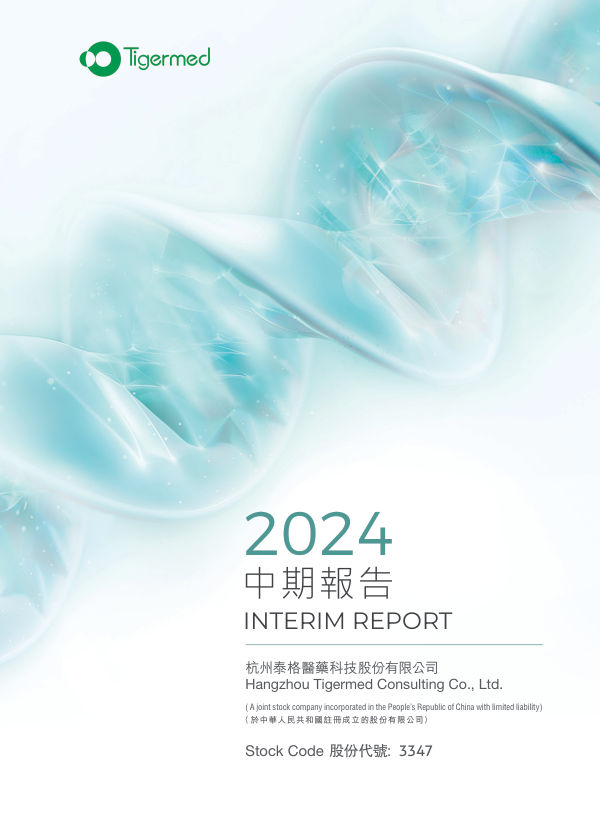 Tigermed
2024
中期報告
INTERIM REPORT
杭州泰格醫藥科技股份有限公司
Hangzhou Tigermed Consulting Co., Ltd.
( A joint stock company incorporated in the People's Republic of China with limited liability)
（於中華人民共和國註冊成立的股份有限公司）
Stock Code 股份代號: 3347